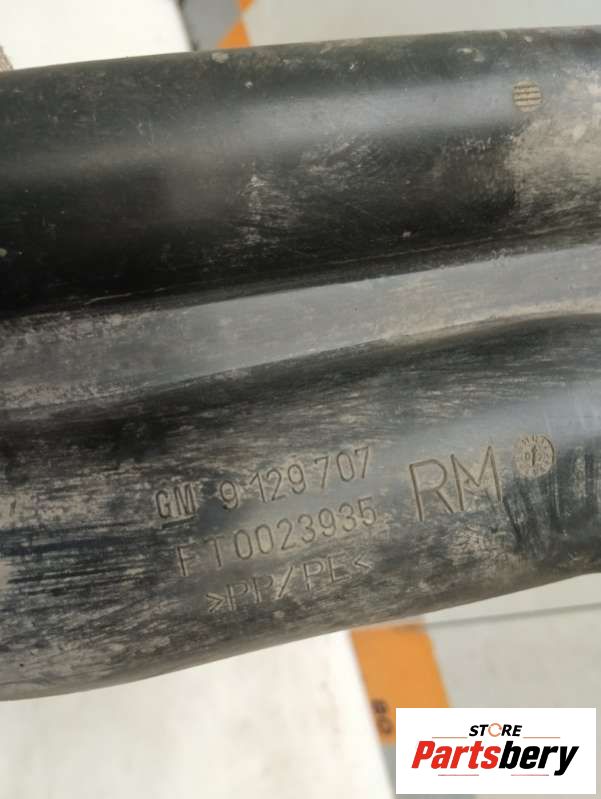 GM 9129707
RM
FT0023935
>PP/PE<
STORE
Partsbery